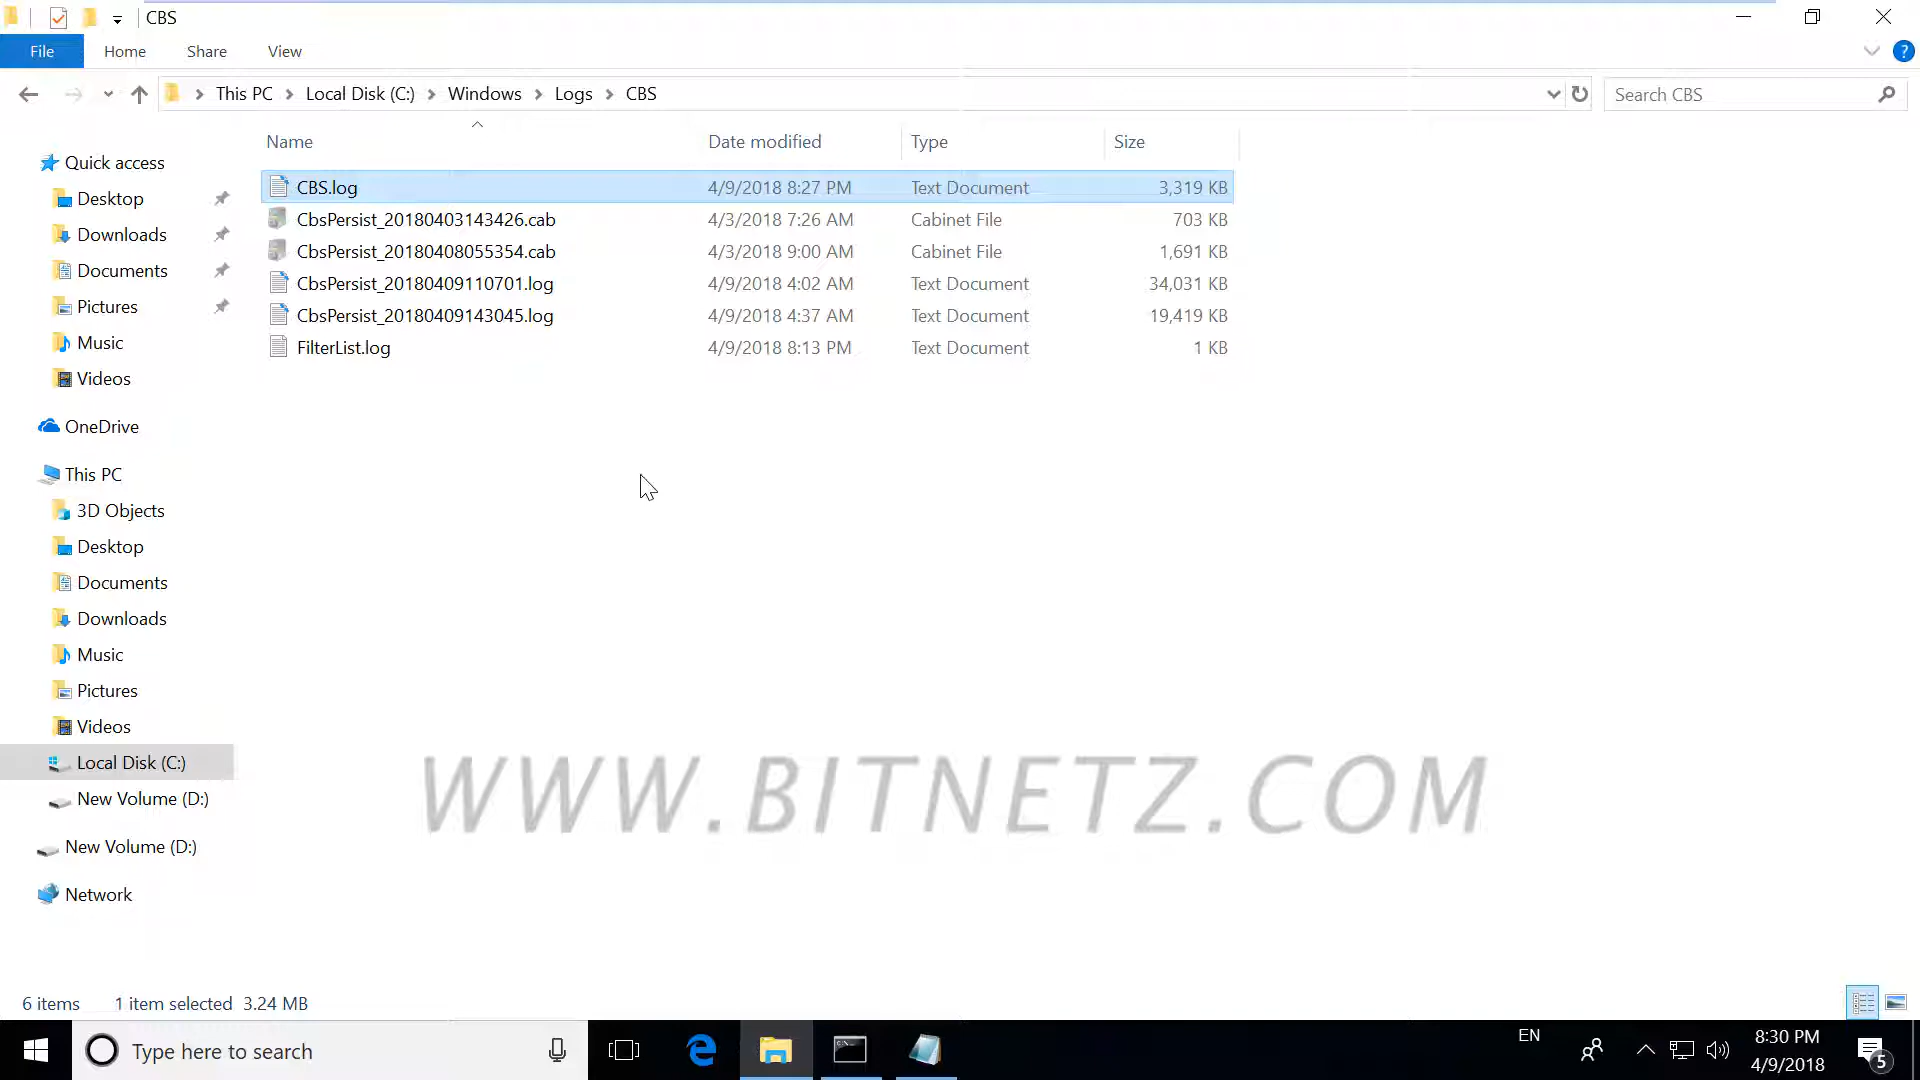 CBS
File Home Share View
This PC Local Disk (C:) Windows Logs CBS Search CBS
Name Date modified Type Size
CBS.log 4/9/2018 8:27 PM Text Document 3,319 KB
CbsPersist_20180403143426.cab 4/3/2018 7:26 AM Cabinet File 703 KB
CbsPersist_20180408055354.cab 4/3/2018 9:00 AM Cabinet File 1,691 KB
CbsPersist_20180409110701.log 4/9/2018 4:02 AM Text Document 34,031 KB
CbsPersist_20180409143045.log 4/9/2018 4:37 AM Text Document 19,419 KB
FilterList.log 4/9/2018 8:13 PM Text Document 1 KB
Quick access
Desktop
Downloads
Documents
Pictures
Music
Videos
OneDrive
This PC
3D Objects
Desktop
Documents
Downloads
Music
Pictures
Videos
Local Disk (C:)
New Volume (D:)
New Volume (D:)
Network
WWW.BITNETZ.COM
6 items 1 item selected 3.24 MB
Type here to search
EN
8:30 PM
4/9/2018
5